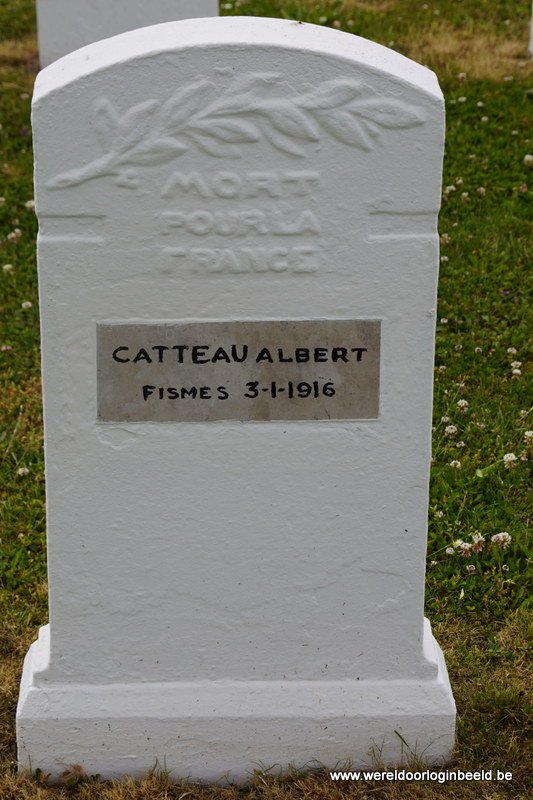 MORT
POUR LA
FRANCE
CATTEAU ALBERT
FISMES 3-1-1916
www.wereldoorloginbeeld.be